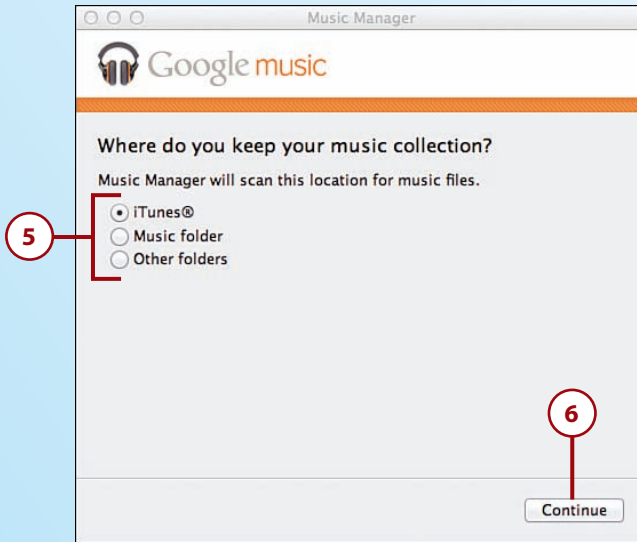 Music Manager
Google music
Where do you keep your music collection?
Music Manager will scan this location for music files.
5
iTunes®
Music folder
Other folders
6
Continue